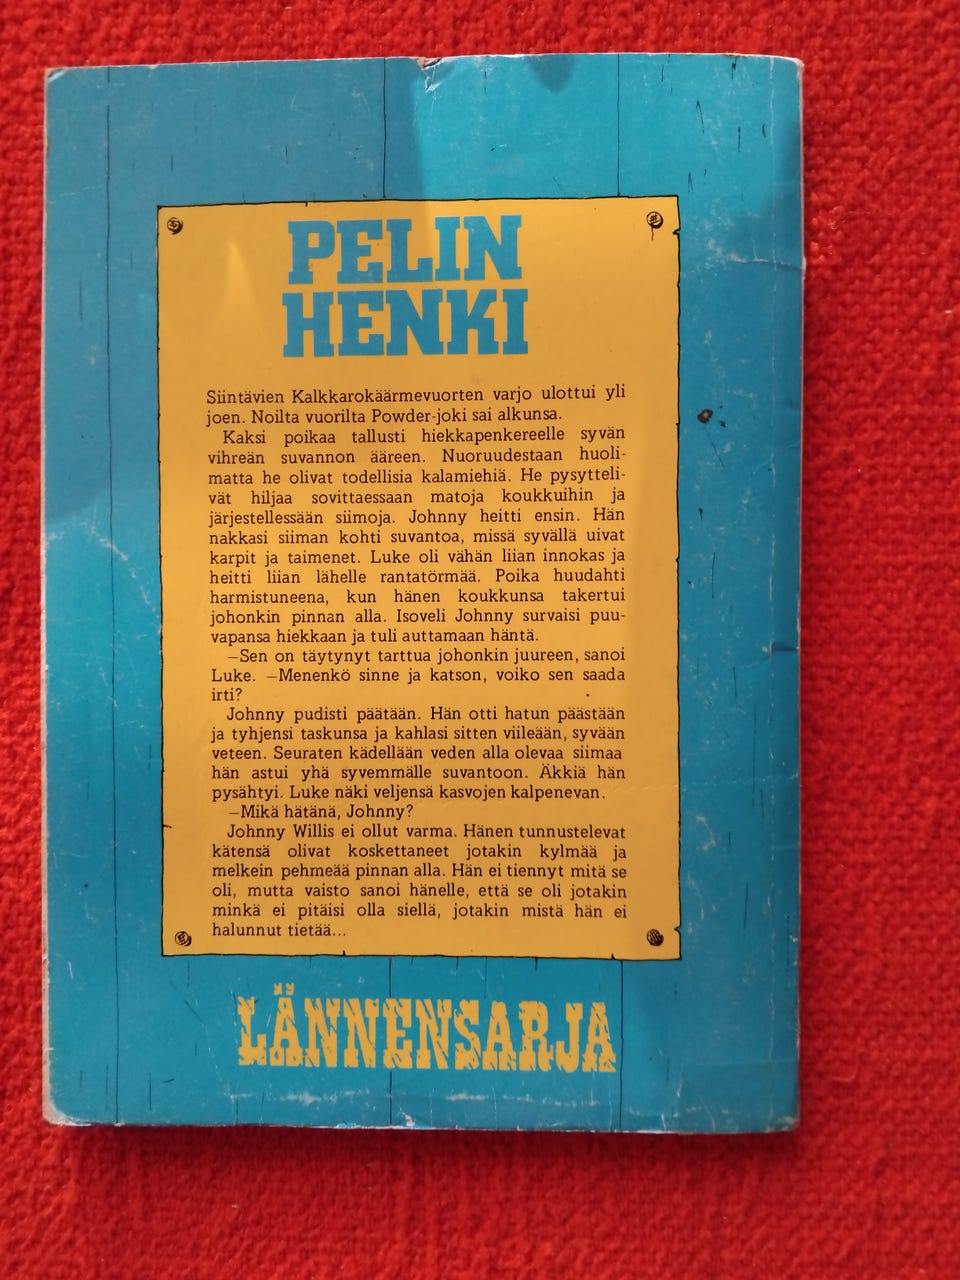 PELIN
HENKI
Siintävien Kalkkarokäärmevuorten varjo ulottui yli
joen. Noilta vuorilta Powder-joki sai alkunsa.
Kaksi poikaa tallusti hiekkapenkereelle syvän
vihreän suvannon ääreen. Nuoruudestaan huoli-
matta he olivat todellisia kalamiehiä. He pysytteli-
vät hiljaa sovittaessaan matoja koukkuihin ja
järjestellessään siimoja. Johnny heitti ensin. Hän
nakkasi siiman kohti suvantoa, missä syvällä uivat
karpit ja taimenet. Luke oli vähän liian innokas ja
heitti liian lähelle rantatörmää. Poika huudahti
harmistuneena, kun hänen koukkunsa takertui
johonkin pinnan alla. Isoveli Johnny survaisi puu-
vapansa hiekkaan ja tuli auttamaan häntä.
—Sen on täytynyt tarttua johonkin juureen, sanoi
Luke. —Menenkö sinne ja katson, voiko sen saada
irti?
Johnny pudisti päätään. Hän otti hatun päästään
ja tyhjensi taskunsa ja kahlasi sitten viileään, syvään
veteen. Seuraten kädellään veden alla olevaa siimaa
hän astui yhä syvemmälle suvantoon. Äkkiä hän
pysähtyi. Luke näki veljensä kasvojen kalpenevan.
—Mikä hätänä, Johnny?
Johnny Willis ei ollut varma. Hänen tunnustelevat
kätensä olivat koskettaneet jotakin kylmää ja
melkein pehmeää pinnan alla. Hän ei tiennyt mitä se
oli, mutta vaisto sanoi hänelle, että se oli jotakin
minkä ei pitäisi olla siellä, jotakin mistä hän ei
halunnut tietää...
LÄNNENSARJA